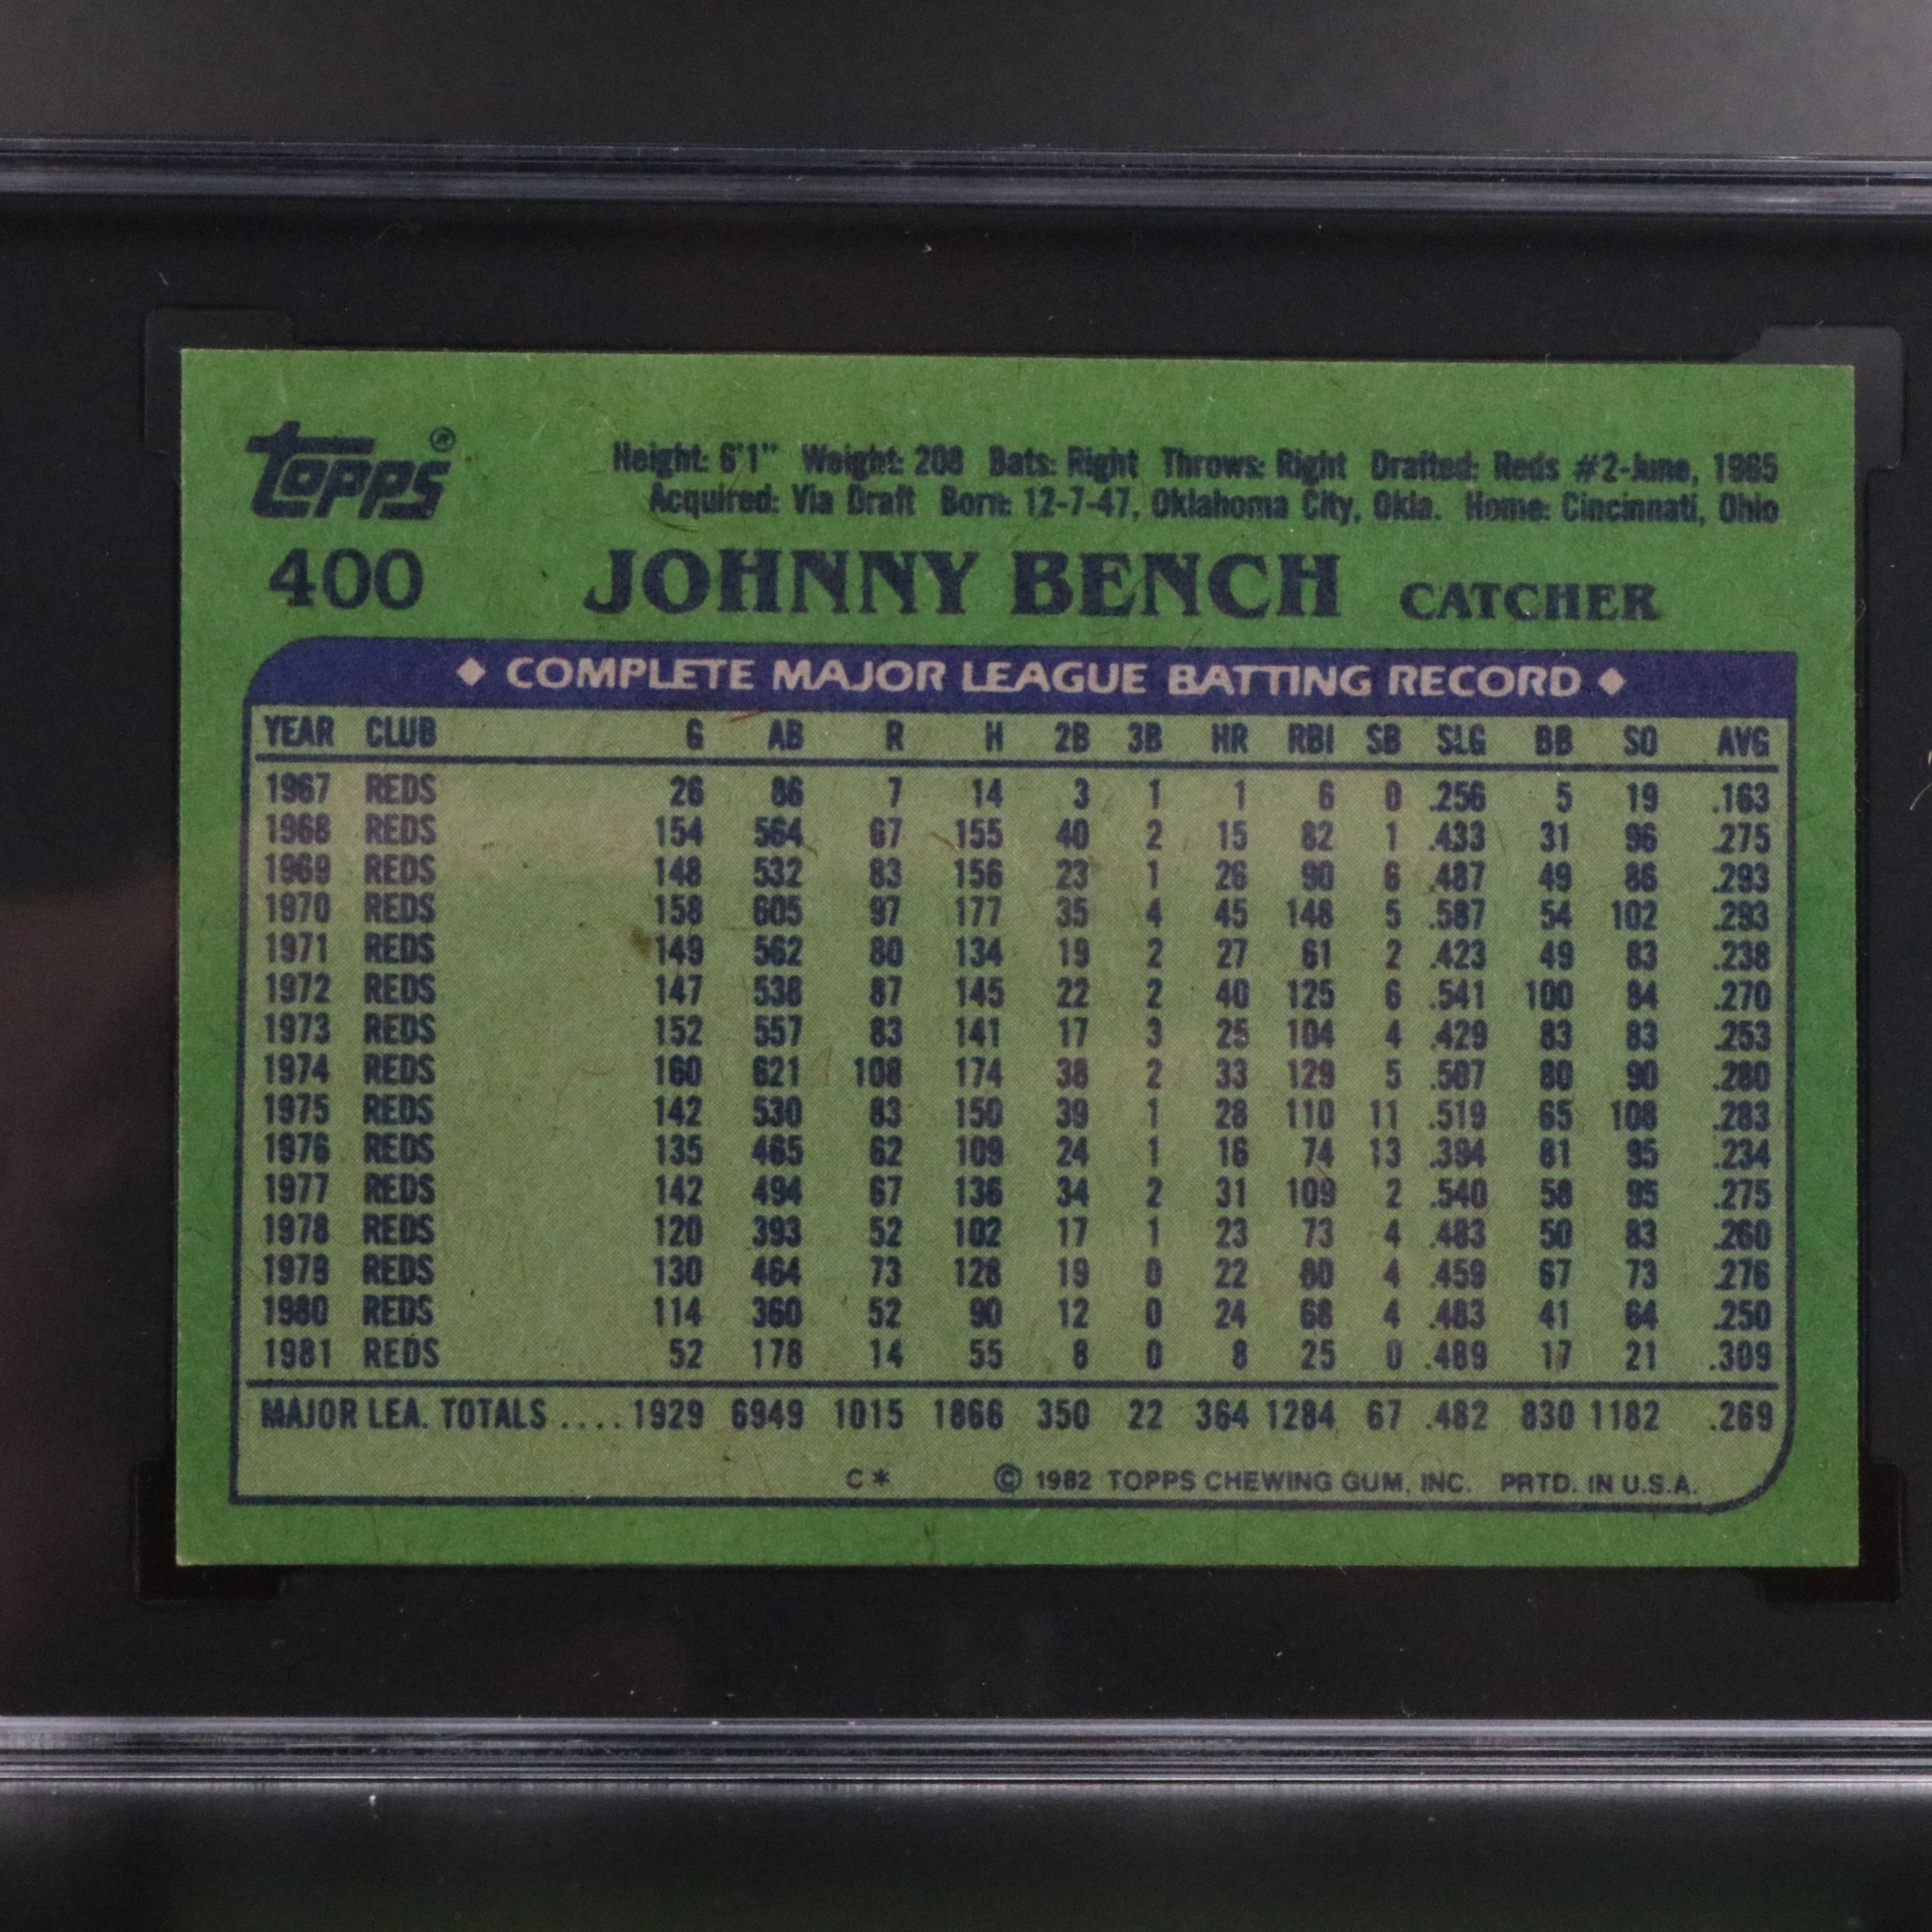 Topps®
Height: 6'1" Weight: 208 Bats: Right Throws: Right Drafted: Reds #2-June, 1965
Acquired: Via Draft Born: 12-7-47, Oklahoma City, Okla. Home: Cincinnati, Ohio
400 JOHNNY BENCH CATCHER
◆ COMPLETE MAJOR LEAGUE BATTING RECORD ◆
YEAR CLUB G AB R H 2B 3B HR RBI SB SLG BB SO AVG
1967 REDS 26 86 7 14 3 1 1 6 0 .256 5 19 .163
1968 REDS 154 564 67 155 40 2 15 82 1 .433 31 96 .275
1969 REDS 148 532 83 156 23 1 26 90 6 .487 49 86 .293
1970 REDS 158 605 97 177 35 4 45 148 5 .587 54 102 .293
1971 REDS 149 562 80 134 19 2 27 61 2 .423 49 83 .238
1972 REDS 147 538 87 145 22 2 40 125 6 .541 100 84 .270
1973 REDS 152 557 83 141 17 3 25 104 4 .429 83 83 .253
1974 REDS 160 621 108 174 38 2 33 129 5 .507 80 90 .280
1975 REDS 142 530 83 150 39 1 28 110 11 .519 65 108 .283
1976 REDS 135 465 62 109 24 1 16 74 13 .394 81 95 .234
1977 REDS 142 494 67 136 34 2 31 109 2 .540 58 95 .275
1978 REDS 120 393 52 102 17 1 23 73 4 .483 50 83 .260
1979 REDS 130 464 73 128 19 0 22 80 4 .459 67 73 .276
1980 REDS 114 360 52 90 12 0 24 68 4 .483 41 64 .250
1981 REDS 52 178 14 55 8 0 8 25 0 .489 17 21 .309
MAJOR LEA. TOTALS .... 1929 6949 1015 1866 350 22 364 1284 67 .482 830 1182 .269
C* © 1982 TOPPS CHEWING GUM, INC. PRTD. IN U.S.A.